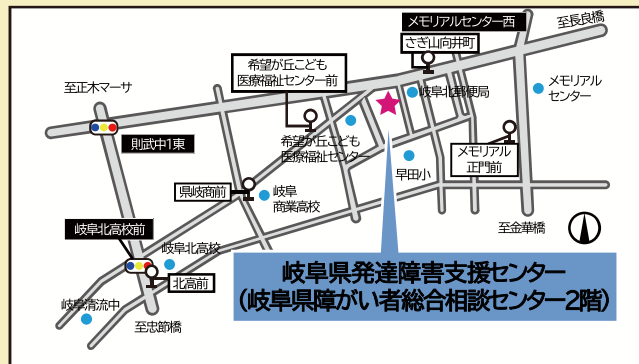 メモリアルセンター西
至長良橋
さぎ山向井町
希望が丘こども
医療福祉センター前
至正木マーサ
岐阜北郵便局
メモリアル
センター
則武中1東
希望が丘こども
医療福祉センター
早田小
メモリアル
正門前
県岐商前
岐阜
商業高校
岐阜北高校前
至金華橋
岐阜北高校
北高前
岐阜清流中
至忠節橋
岐阜県発達障害支援センター
(岐阜県障がい者総合相談センター2階)